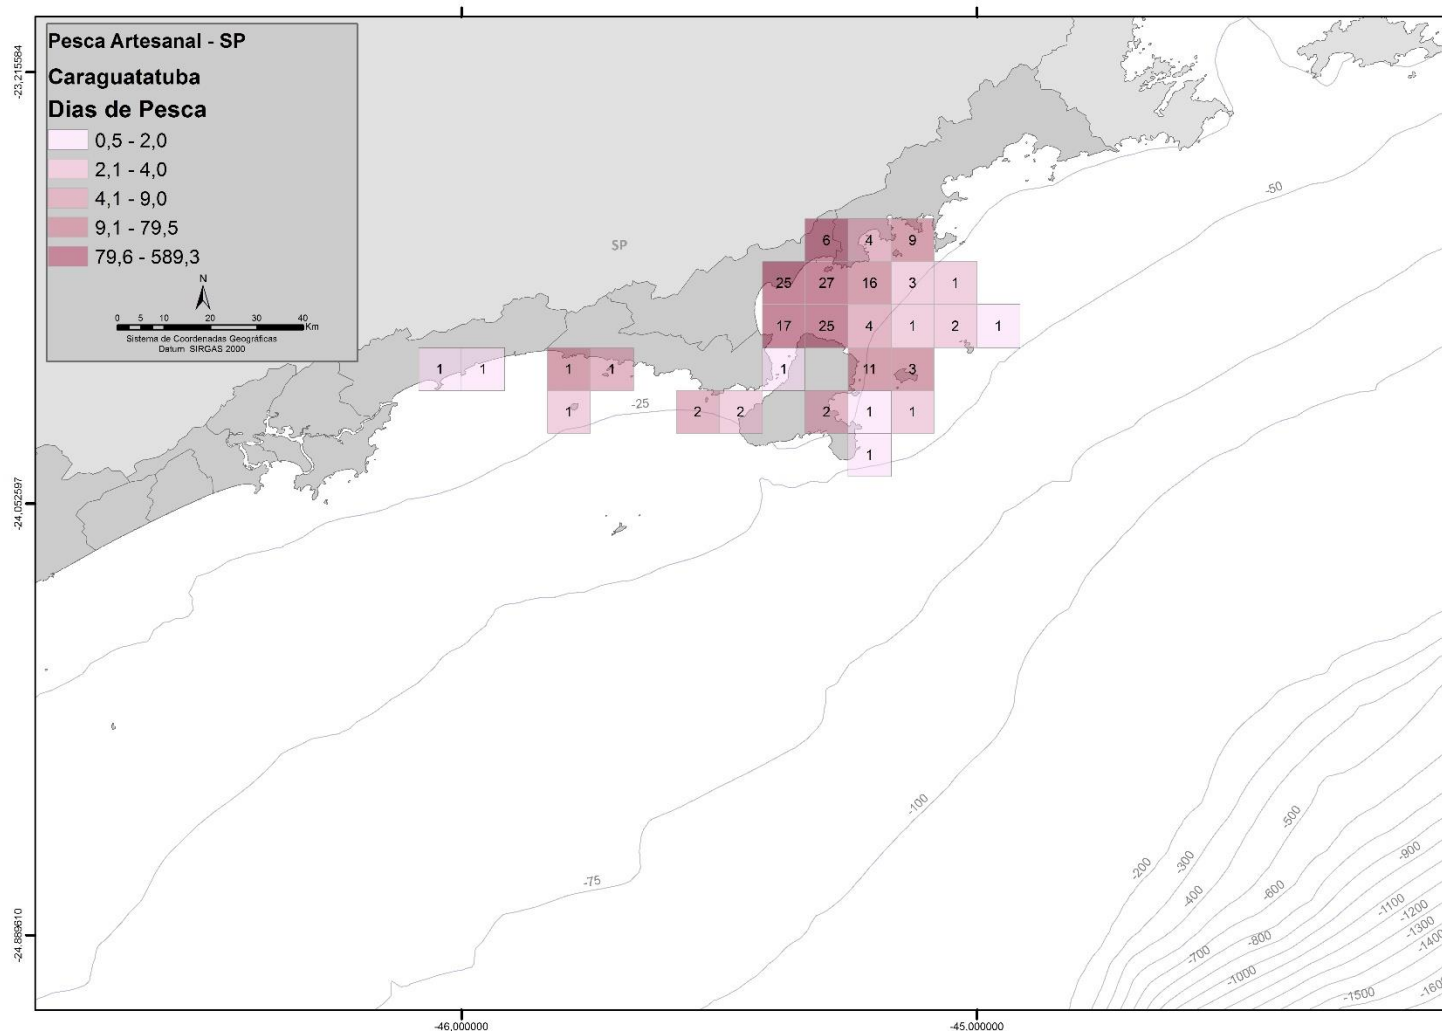 Pesca Artesanal - SP
Caraguatatuba
Dias de Pesca
0,5 - 2,0
2,1 - 4,0
4,1 - 9,0
9,1 - 79,5
79,6 - 589,3
N
0 5 10 20 30 40
Km
Sistema de Coordenadas Geográficas
Datum SIRGAS 2000
-23,215584
-24,052597
-24,889610
-46,000000
-45,000000
SP
-50
6 4 9
25 27 16 3 1
17 25 4 1 2 1
1 1 1 1 1 11 3
1 2 2 2 1 1
1
-25
-75
-100
-200
-300
-400
-500
-600
-700
-800
-900
-1000
-1100
-1200
-1300
-1400
-1500
-1600